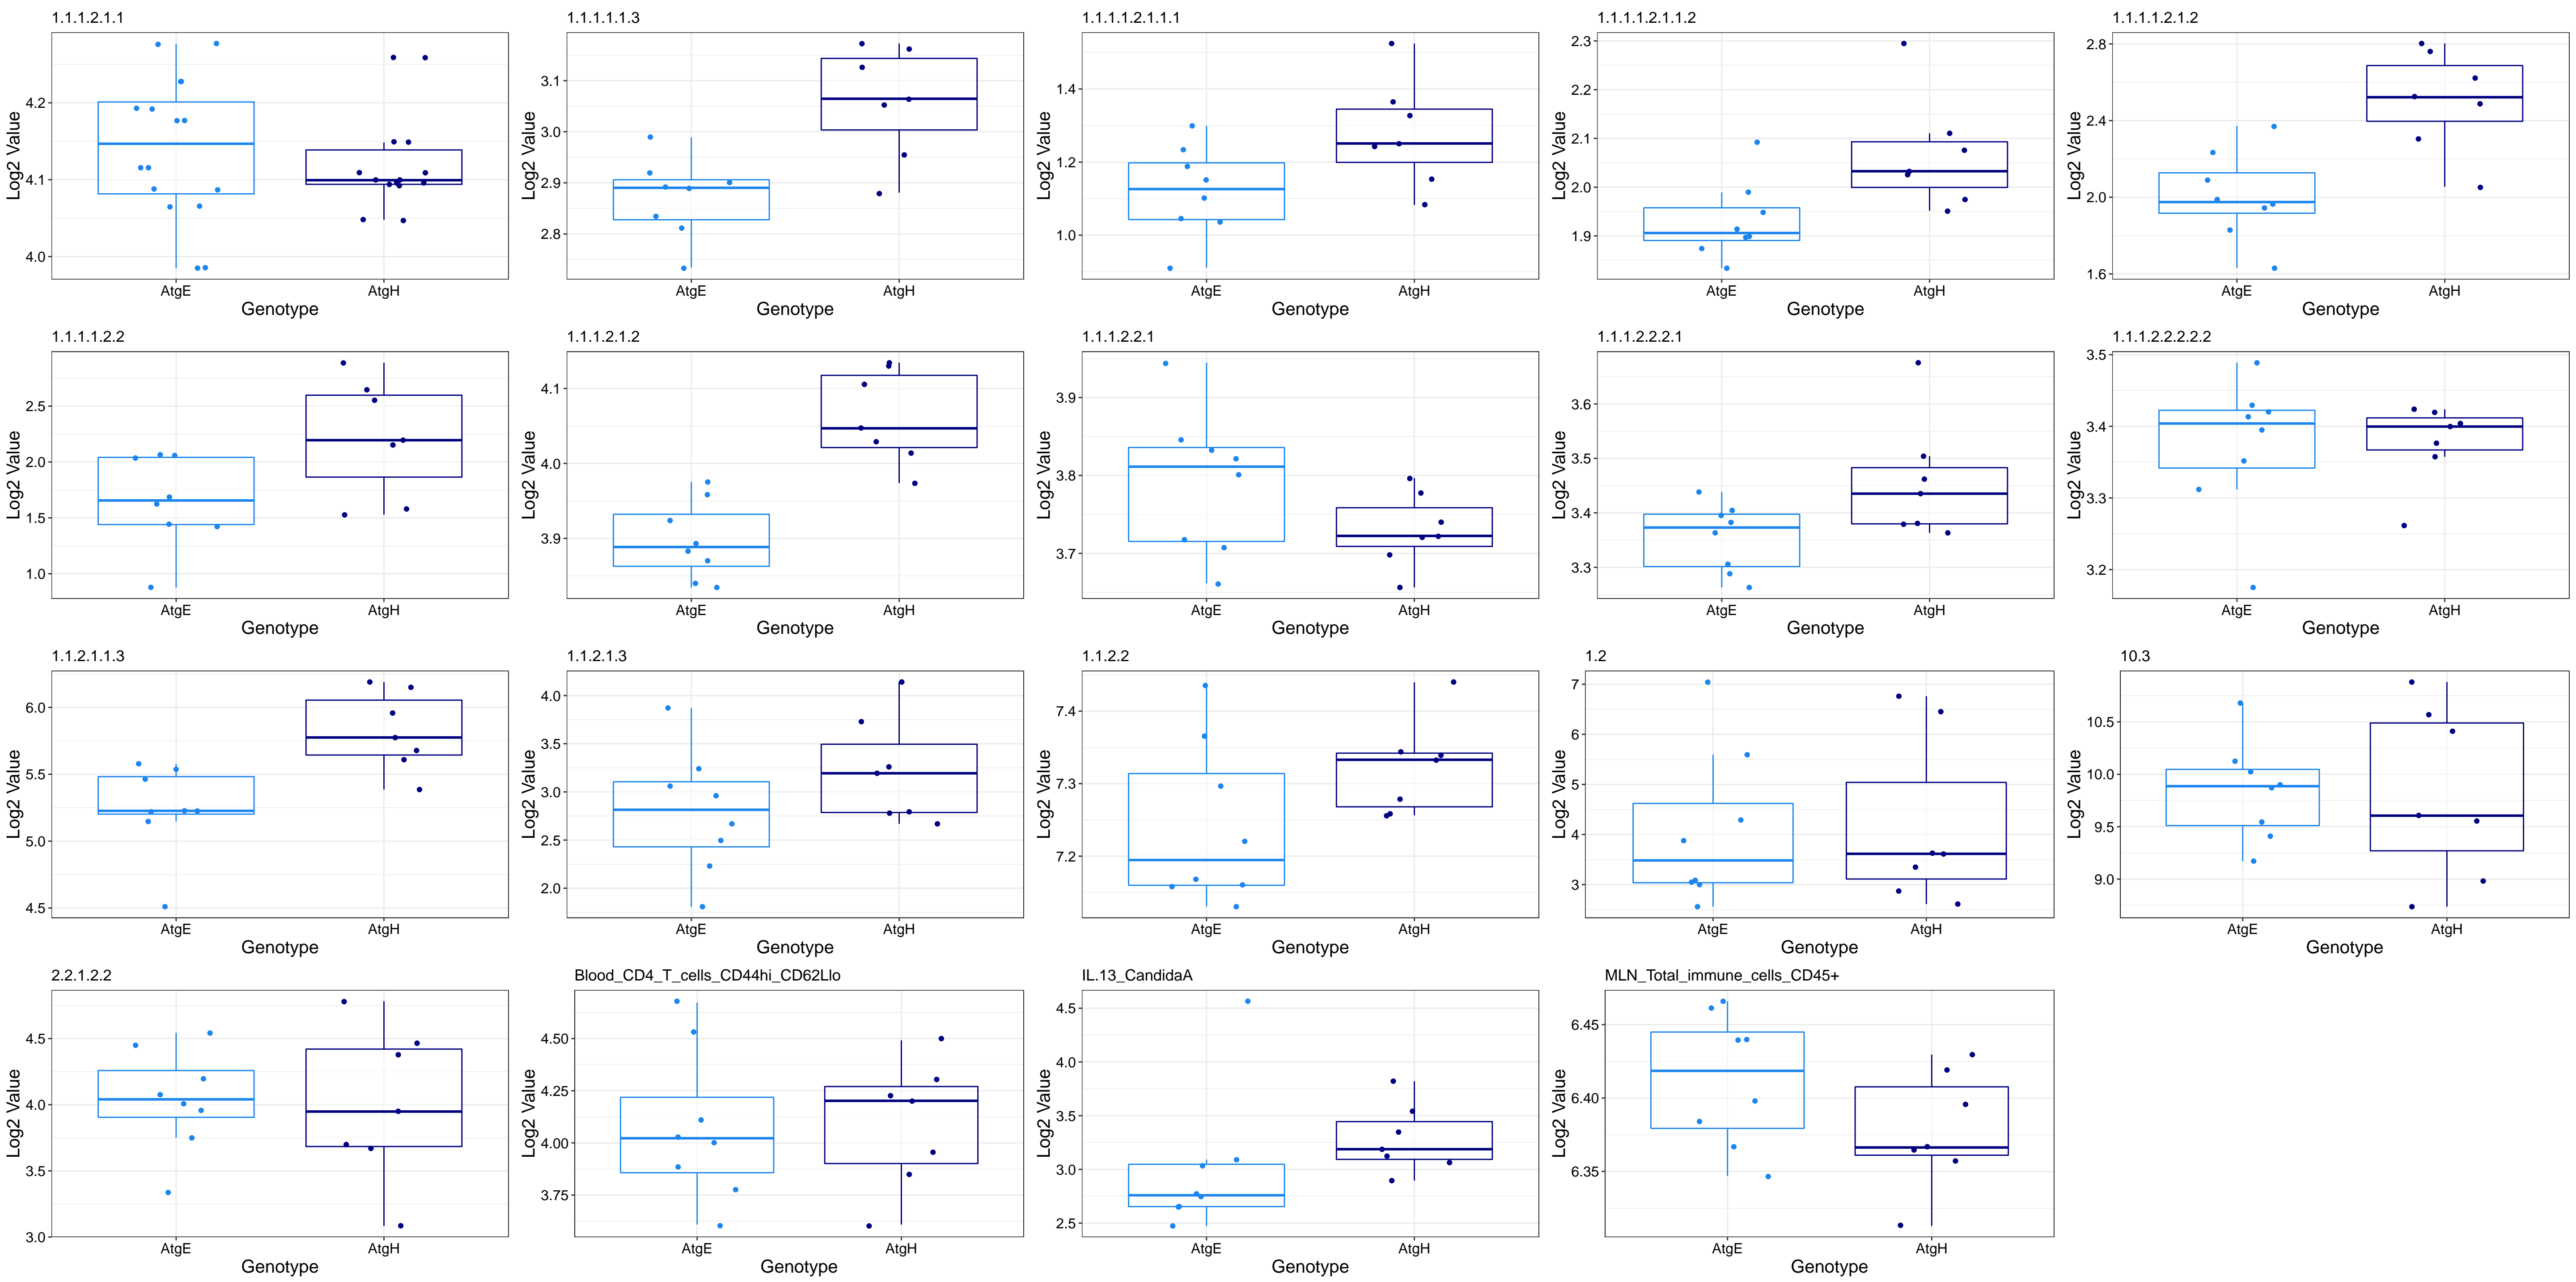 1.1.1.2.1.1
Log2 Value
4.2
4.1
4.0
AtgE
AtgH
Genotype
1.1.1.1.1.3
Log2 Value
3.1
3.0
2.9
2.8
AtgE
AtgH
Genotype
1.1.1.1.2.1.1.1
Log2 Value
1.4
1.2
1.0
AtgE
AtgH
Genotype
1.1.1.1.2.1.1.2
Log2 Value
2.3
2.2
2.1
2.0
1.9
AtgE
AtgH
Genotype
1.1.1.1.2.1.2
Log2 Value
2.8
2.4
2.0
1.6
AtgE
AtgH
Genotype
1.1.1.1.2.2
Log2 Value
2.5
2.0
1.5
1.0
AtgE
AtgH
Genotype
1.1.1.2.1.2
Log2 Value
4.1
4.0
3.9
AtgE
AtgH
Genotype
1.1.1.2.2.1
Log2 Value
3.9
3.8
3.7
AtgE
AtgH
Genotype
1.1.1.2.2.2.1
Log2 Value
3.6
3.5
3.4
3.3
AtgE
AtgH
Genotype
1.1.1.2.2.2.2.2
Log2 Value
3.5
3.4
3.3
3.2
AtgE
AtgH
Genotype
1.1.2.1.1.3
Log2 Value
6.0
5.5
5.0
4.5
AtgE
AtgH
Genotype
1.1.2.1.3
Log2 Value
4.0
3.5
3.0
2.5
2.0
AtgE
AtgH
Genotype
1.1.2.2
Log2 Value
7.4
7.3
7.2
AtgE
AtgH
Genotype
1.2
Log2 Value
7
6
5
4
3
AtgE
AtgH
Genotype
10.3
Log2 Value
10.5
10.0
9.5
9.0
AtgE
AtgH
Genotype
2.2.1.2.2
Log2 Value
4.5
4.0
3.5
3.0
AtgE
AtgH
Genotype
Blood_CD4_T_cells_CD44hi_CD62Llo
Log2 Value
4.50
4.25
4.00
3.75
AtgE
AtgH
Genotype
IL.13_CandidaA
Log2 Value
4.5
4.0
3.5
3.0
2.5
AtgE
AtgH
Genotype
MLN_Total_immune_cells_CD45+
Log2 Value
6.45
6.40
6.35
AtgE
AtgH
Genotype